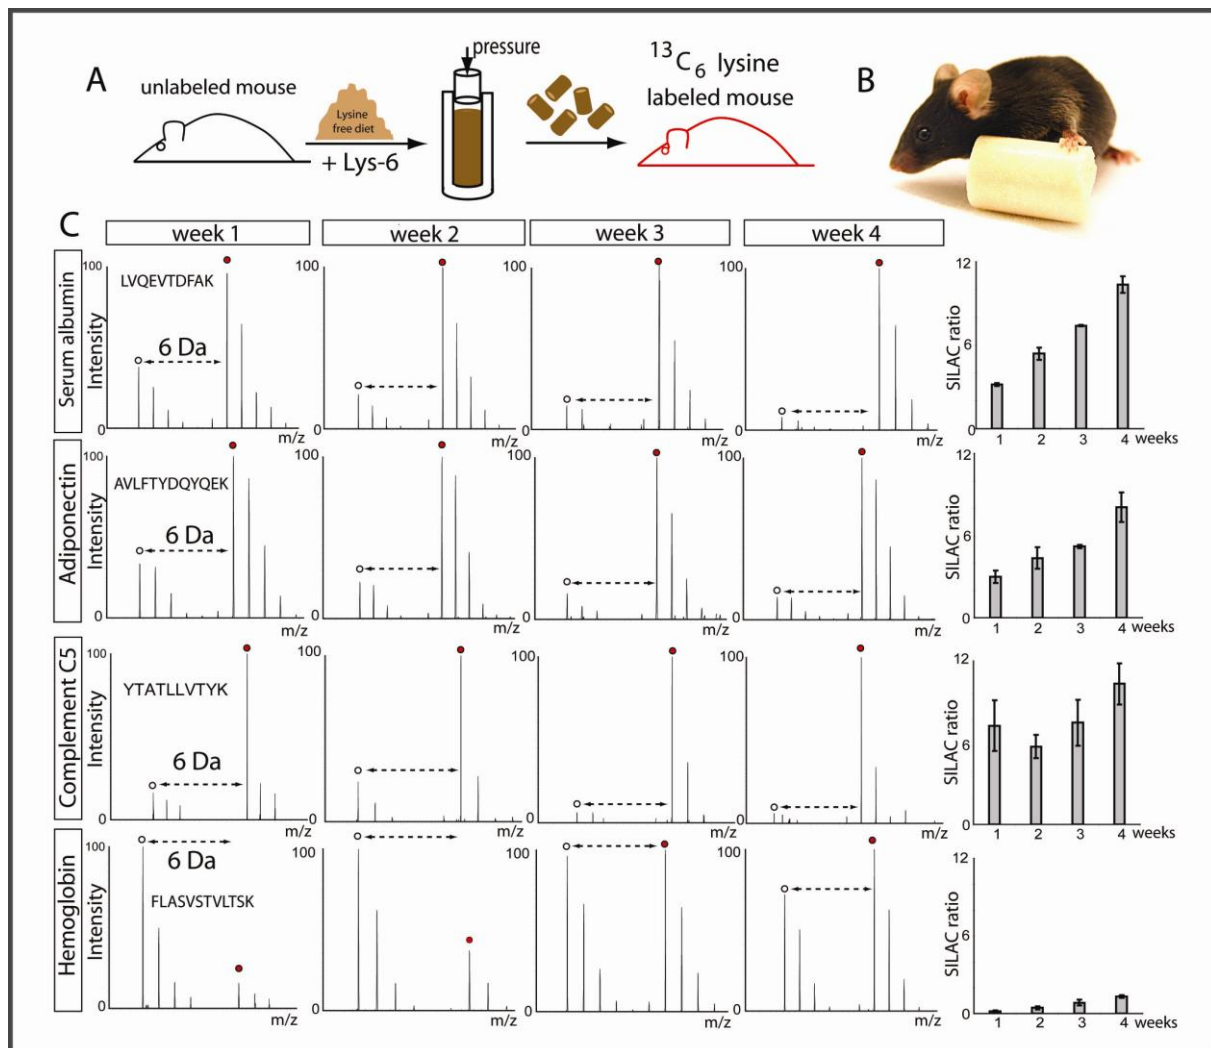 A
unlabeled mouse
Lysine
free diet
+ Lys-6
pressure
¹³C₆ lysine
labeled mouse
B
C
week 1
week 2
week 3
week 4
Serum albumin
Intensity
100
0
LVQEVTDFAK
6 Da
m/z
100
0
m/z
100
0
m/z
100
0
m/z
SILAC ratio
12
6
0
1 2 3 4 weeks
Adiponectin
Intensity
100
0
AVLFTYDQYQEK
6 Da
m/z
100
0
m/z
100
0
m/z
100
0
m/z
SILAC ratio
12
6
0
1 2 3 4 weeks
Complement C5
Intensity
100
0
YTATLLVTYK
6 Da
m/z
100
0
m/z
100
0
m/z
100
0
m/z
SILAC ratio
12
6
0
1 2 3 4 weeks
Hemoglobin
Intensity
100
0
6 Da
FLASVSTVLTSK
m/z
100
0
m/z
100
0
m/z
100
0
m/z
SILAC ratio
12
6
0
1 2 3 4 weeks